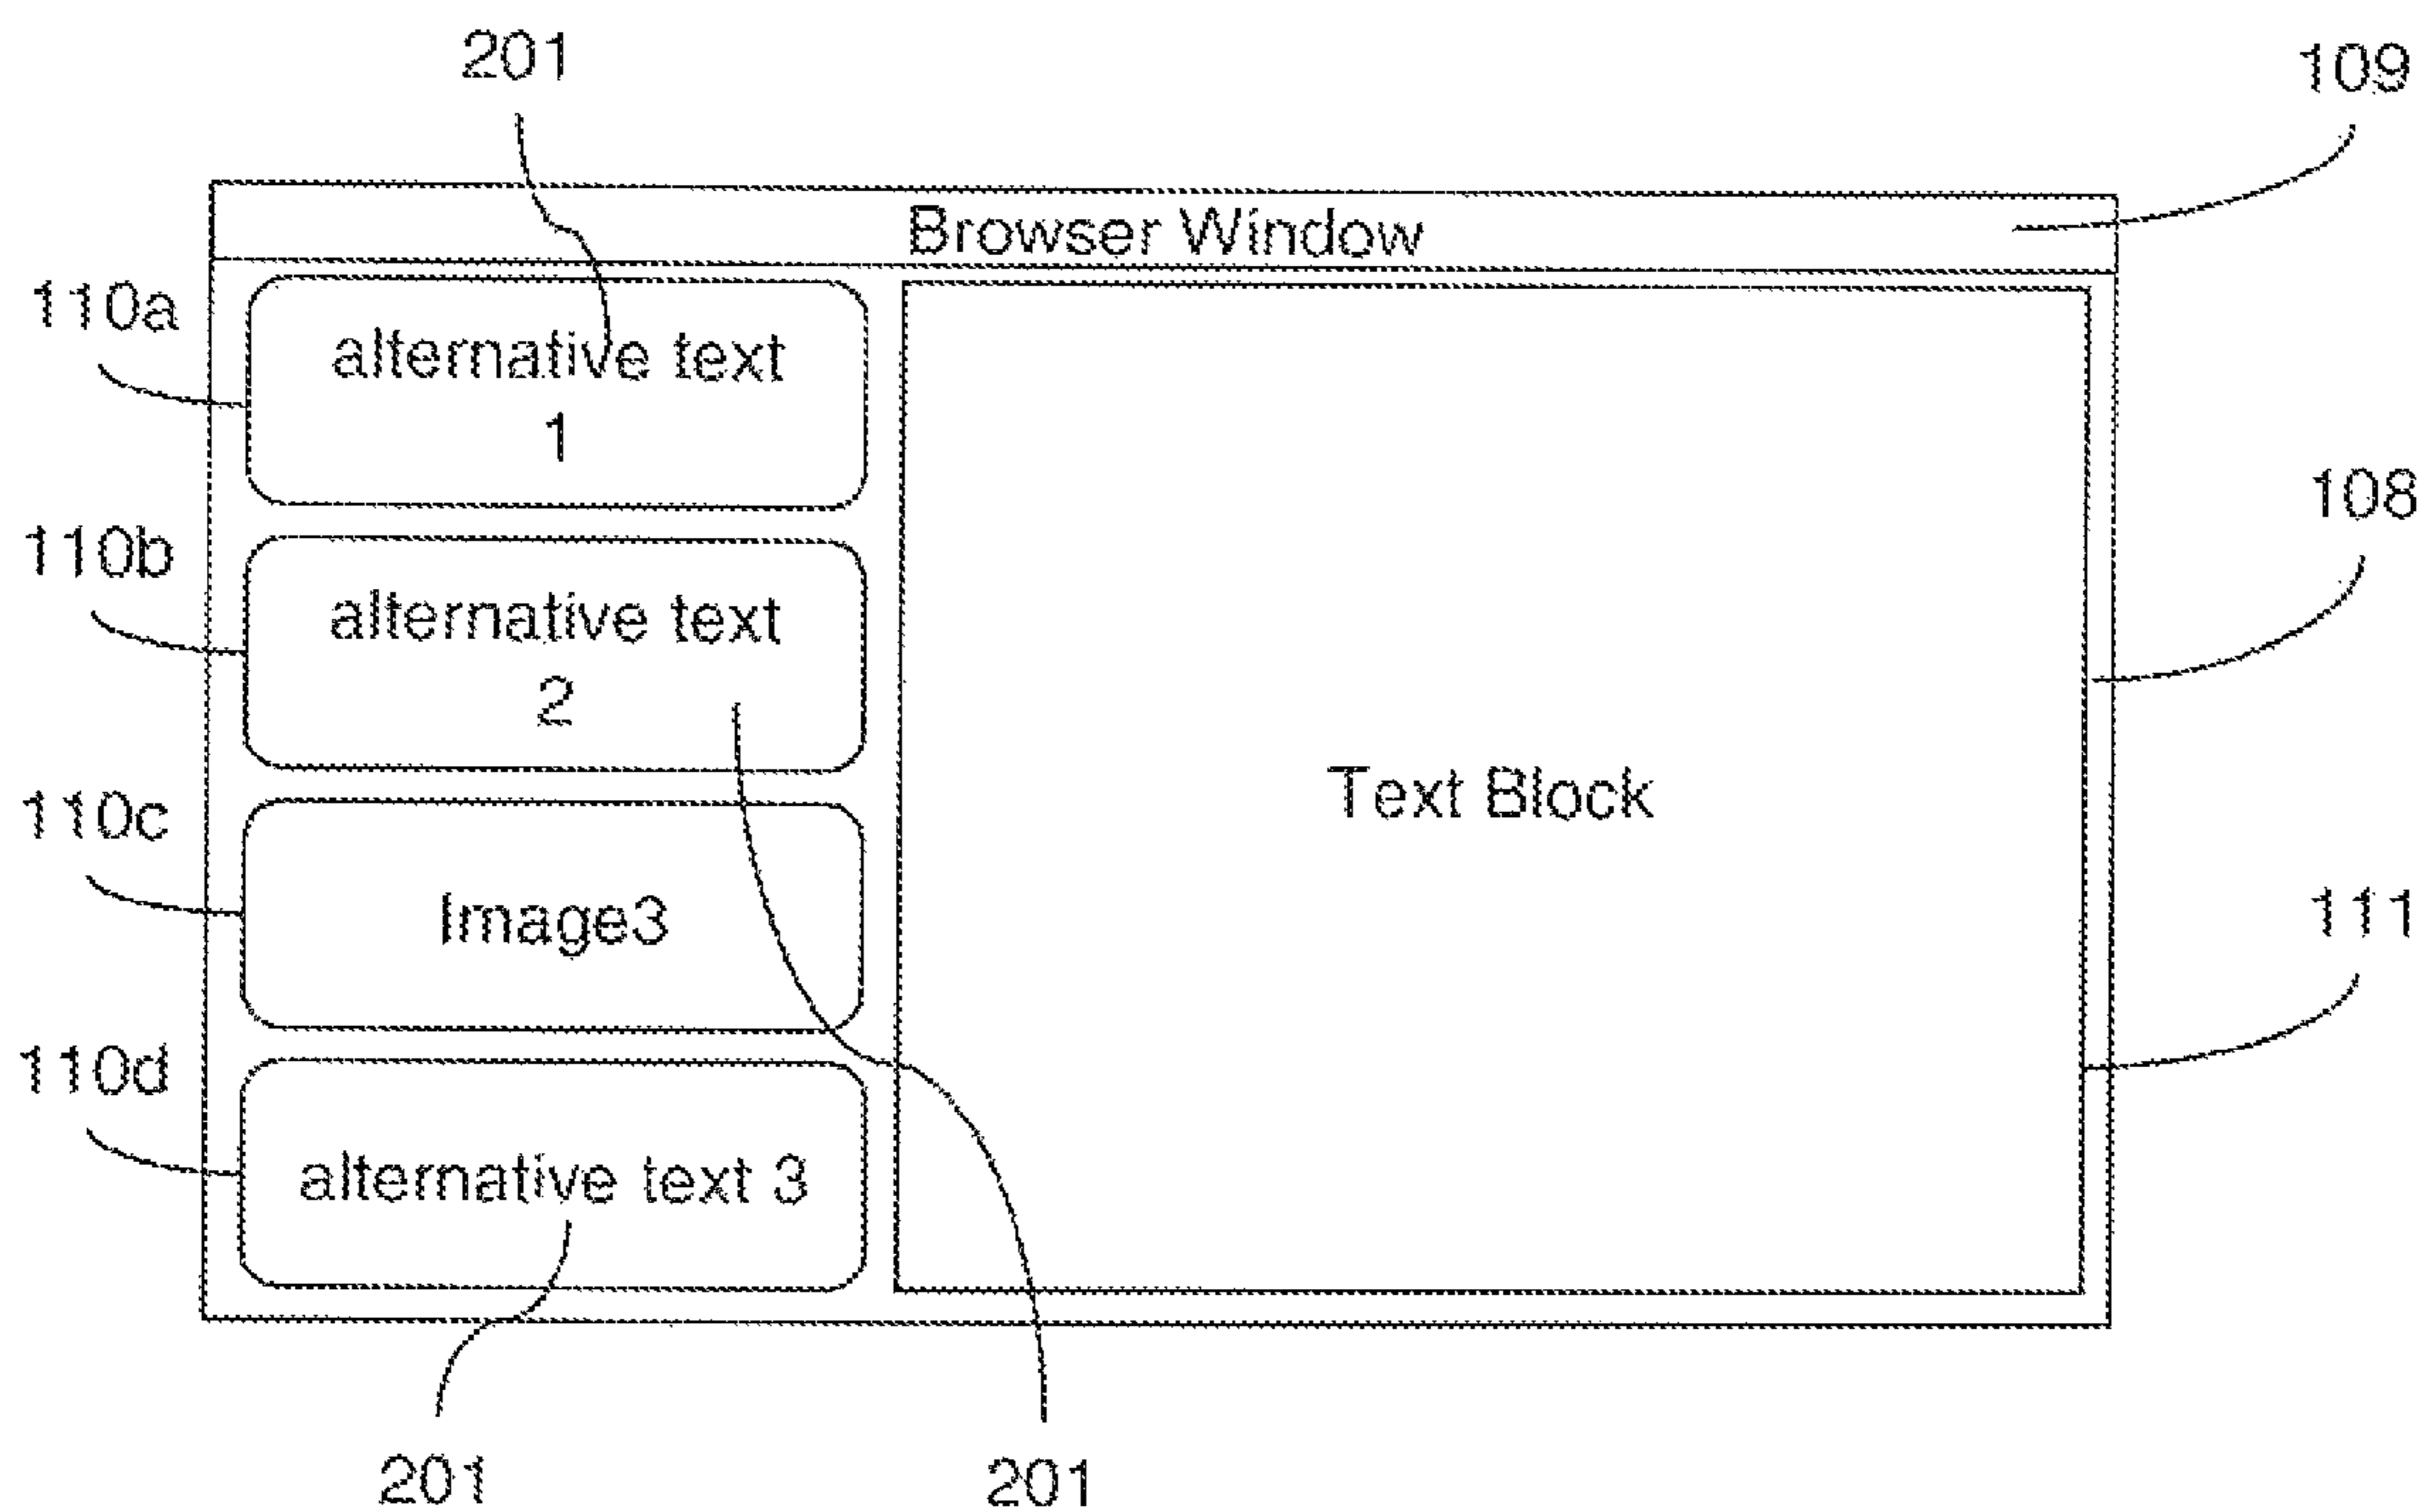 201
109
Browser Window
110a
alternative text
1
108
110b
alternative text
2
Text Block
110c
Image3
111
110d
alternative text 3
201
201